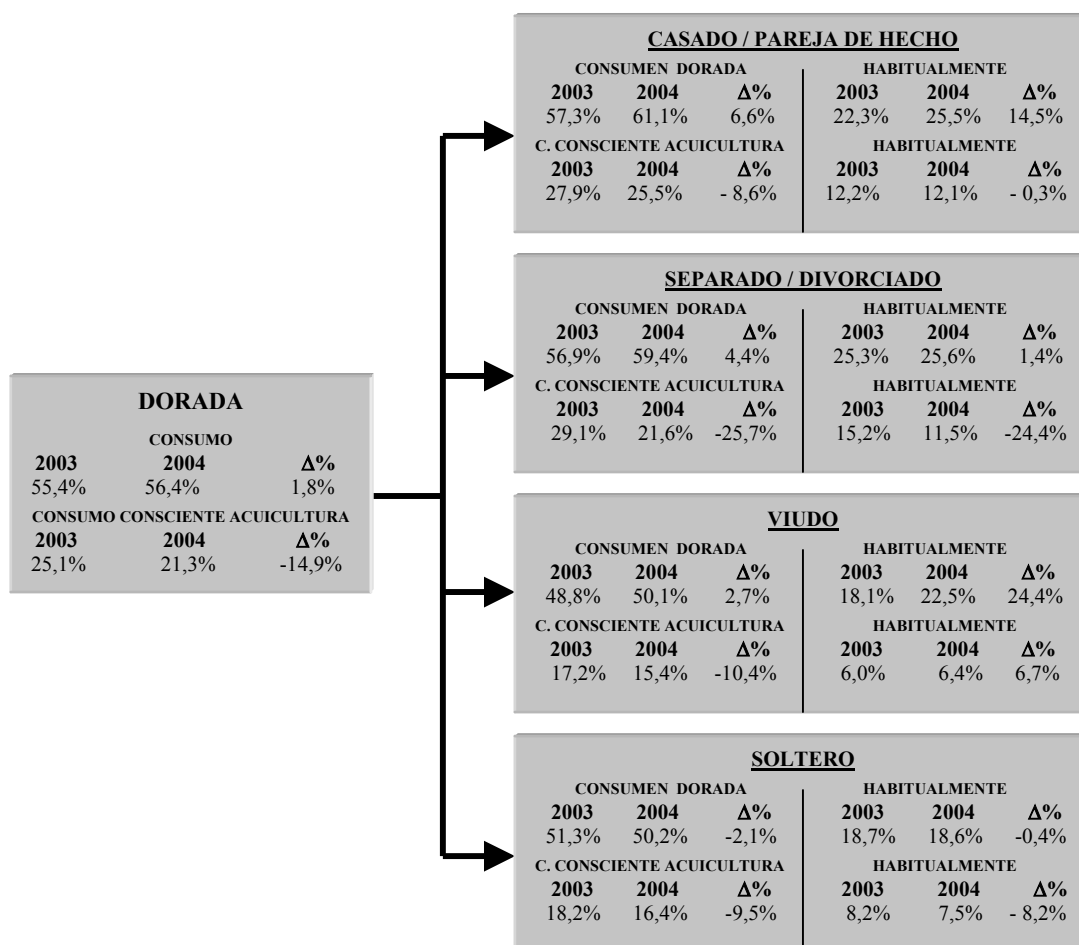 CASADO / PAREJA DE HECHO
CONSUMEN DORADA HABITUALMENTE
2003 2004 Δ% 2003 2004 Δ%
57,3% 61,1% 6,6% 22,3% 25,5% 14,5%
C. CONSCIENTE ACUICULTURA HABITUALMENTE
2003 2004 Δ% 2003 2004 Δ%
27,9% 25,5% - 8,6% 12,2% 12,1% - 0,3%
SEPARADO / DIVORCIADO
CONSUMEN DORADA HABITUALMENTE
2003 2004 Δ% 2003 2004 Δ%
56,9% 59,4% 4,4% 25,3% 25,6% 1,4%
C. CONSCIENTE ACUICULTURA HABITUALMENTE
2003 2004 Δ% 2003 2004 Δ%
29,1% 21,6% -25,7% 15,2% 11,5% -24,4%
DORADA
CONSUMO
2003 2004 Δ%
55,4% 56,4% 1,8%
CONSUMO CONSCIENTE ACUICULTURA
2003 2004 Δ%
25,1% 21,3% -14,9%
VIUDO
CONSUMEN DORADA HABITUALMENTE
2003 2004 Δ% 2003 2004 Δ%
48,8% 50,1% 2,7% 18,1% 22,5% 24,4%
C. CONSCIENTE ACUICULTURA HABITUALMENTE
2003 2004 Δ% 2003 2004 Δ%
17,2% 15,4% -10,4% 6,0% 6,4% 6,7%
SOLTERO
CONSUMEN DORADA HABITUALMENTE
2003 2004 Δ% 2003 2004 Δ%
51,3% 50,2% -2,1% 18,7% 18,6% -0,4%
C. CONSCIENTE ACUICULTURA HABITUALMENTE
2003 2004 Δ% 2003 2004 Δ%
18,2% 16,4% -9,5% 8,2% 7,5% - 8,2%